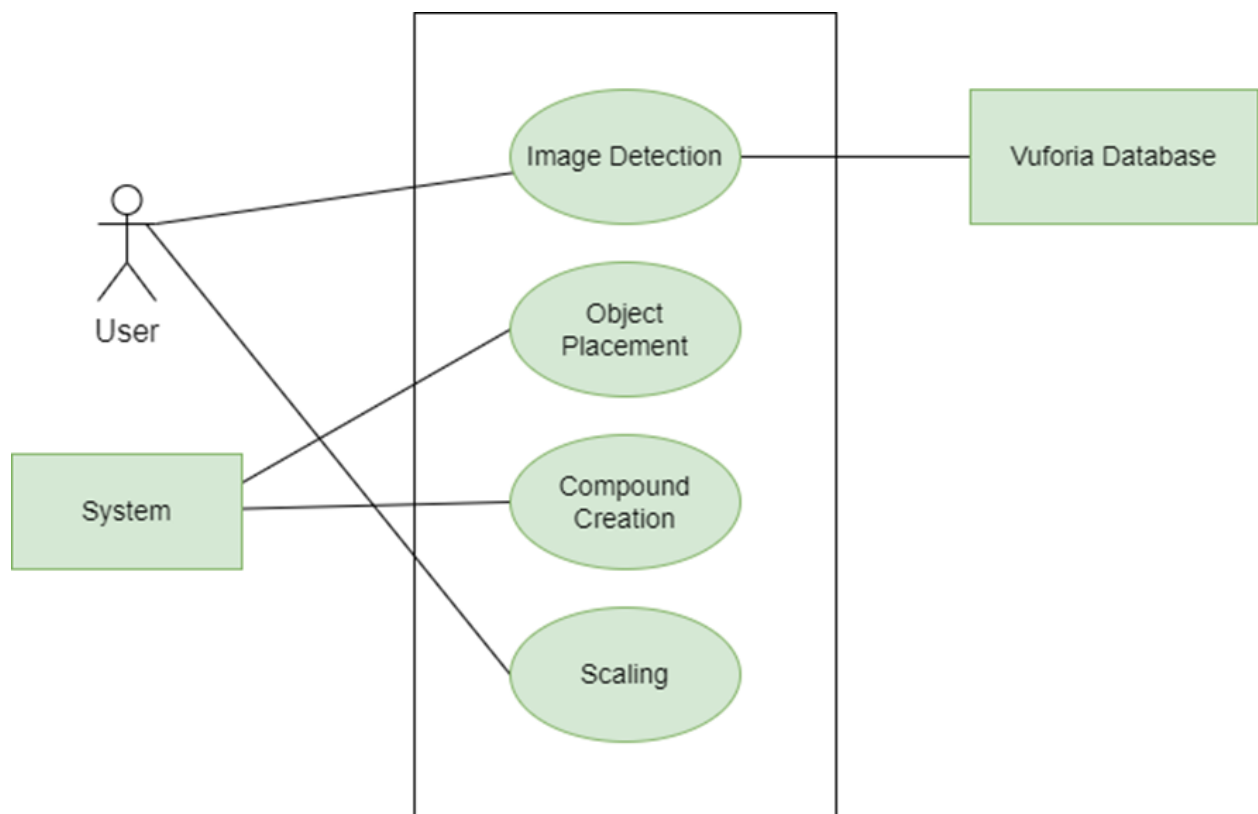 Image Detection
Vuforia Database
User
Object
Placement
System
Compound
Creation
Scaling